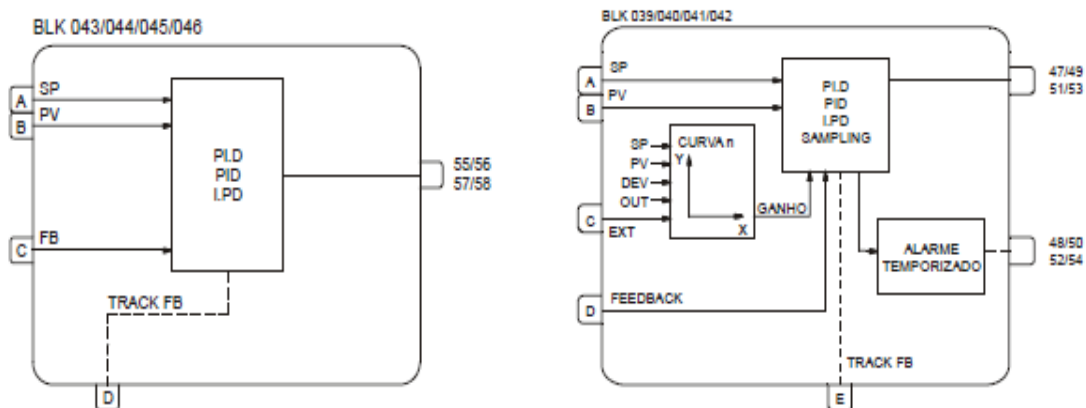 BLK 043/044/045/046
A
SP
B
PV
PI.D
PID
I.PD
55/56
57/58
C
FB
TRACK FB
D
BLK 039/040/041/042
A
SP
B
PV
PI.D
PID
I.PD
SAMPLING
47/49
51/53
SP
PV
DEV
OUT
CURVA n
Y
X
GANHO
C
EXT
ALARME
TEMPORIZADO
48/50
52/54
D
FEEDBACK
TRACK FB
E